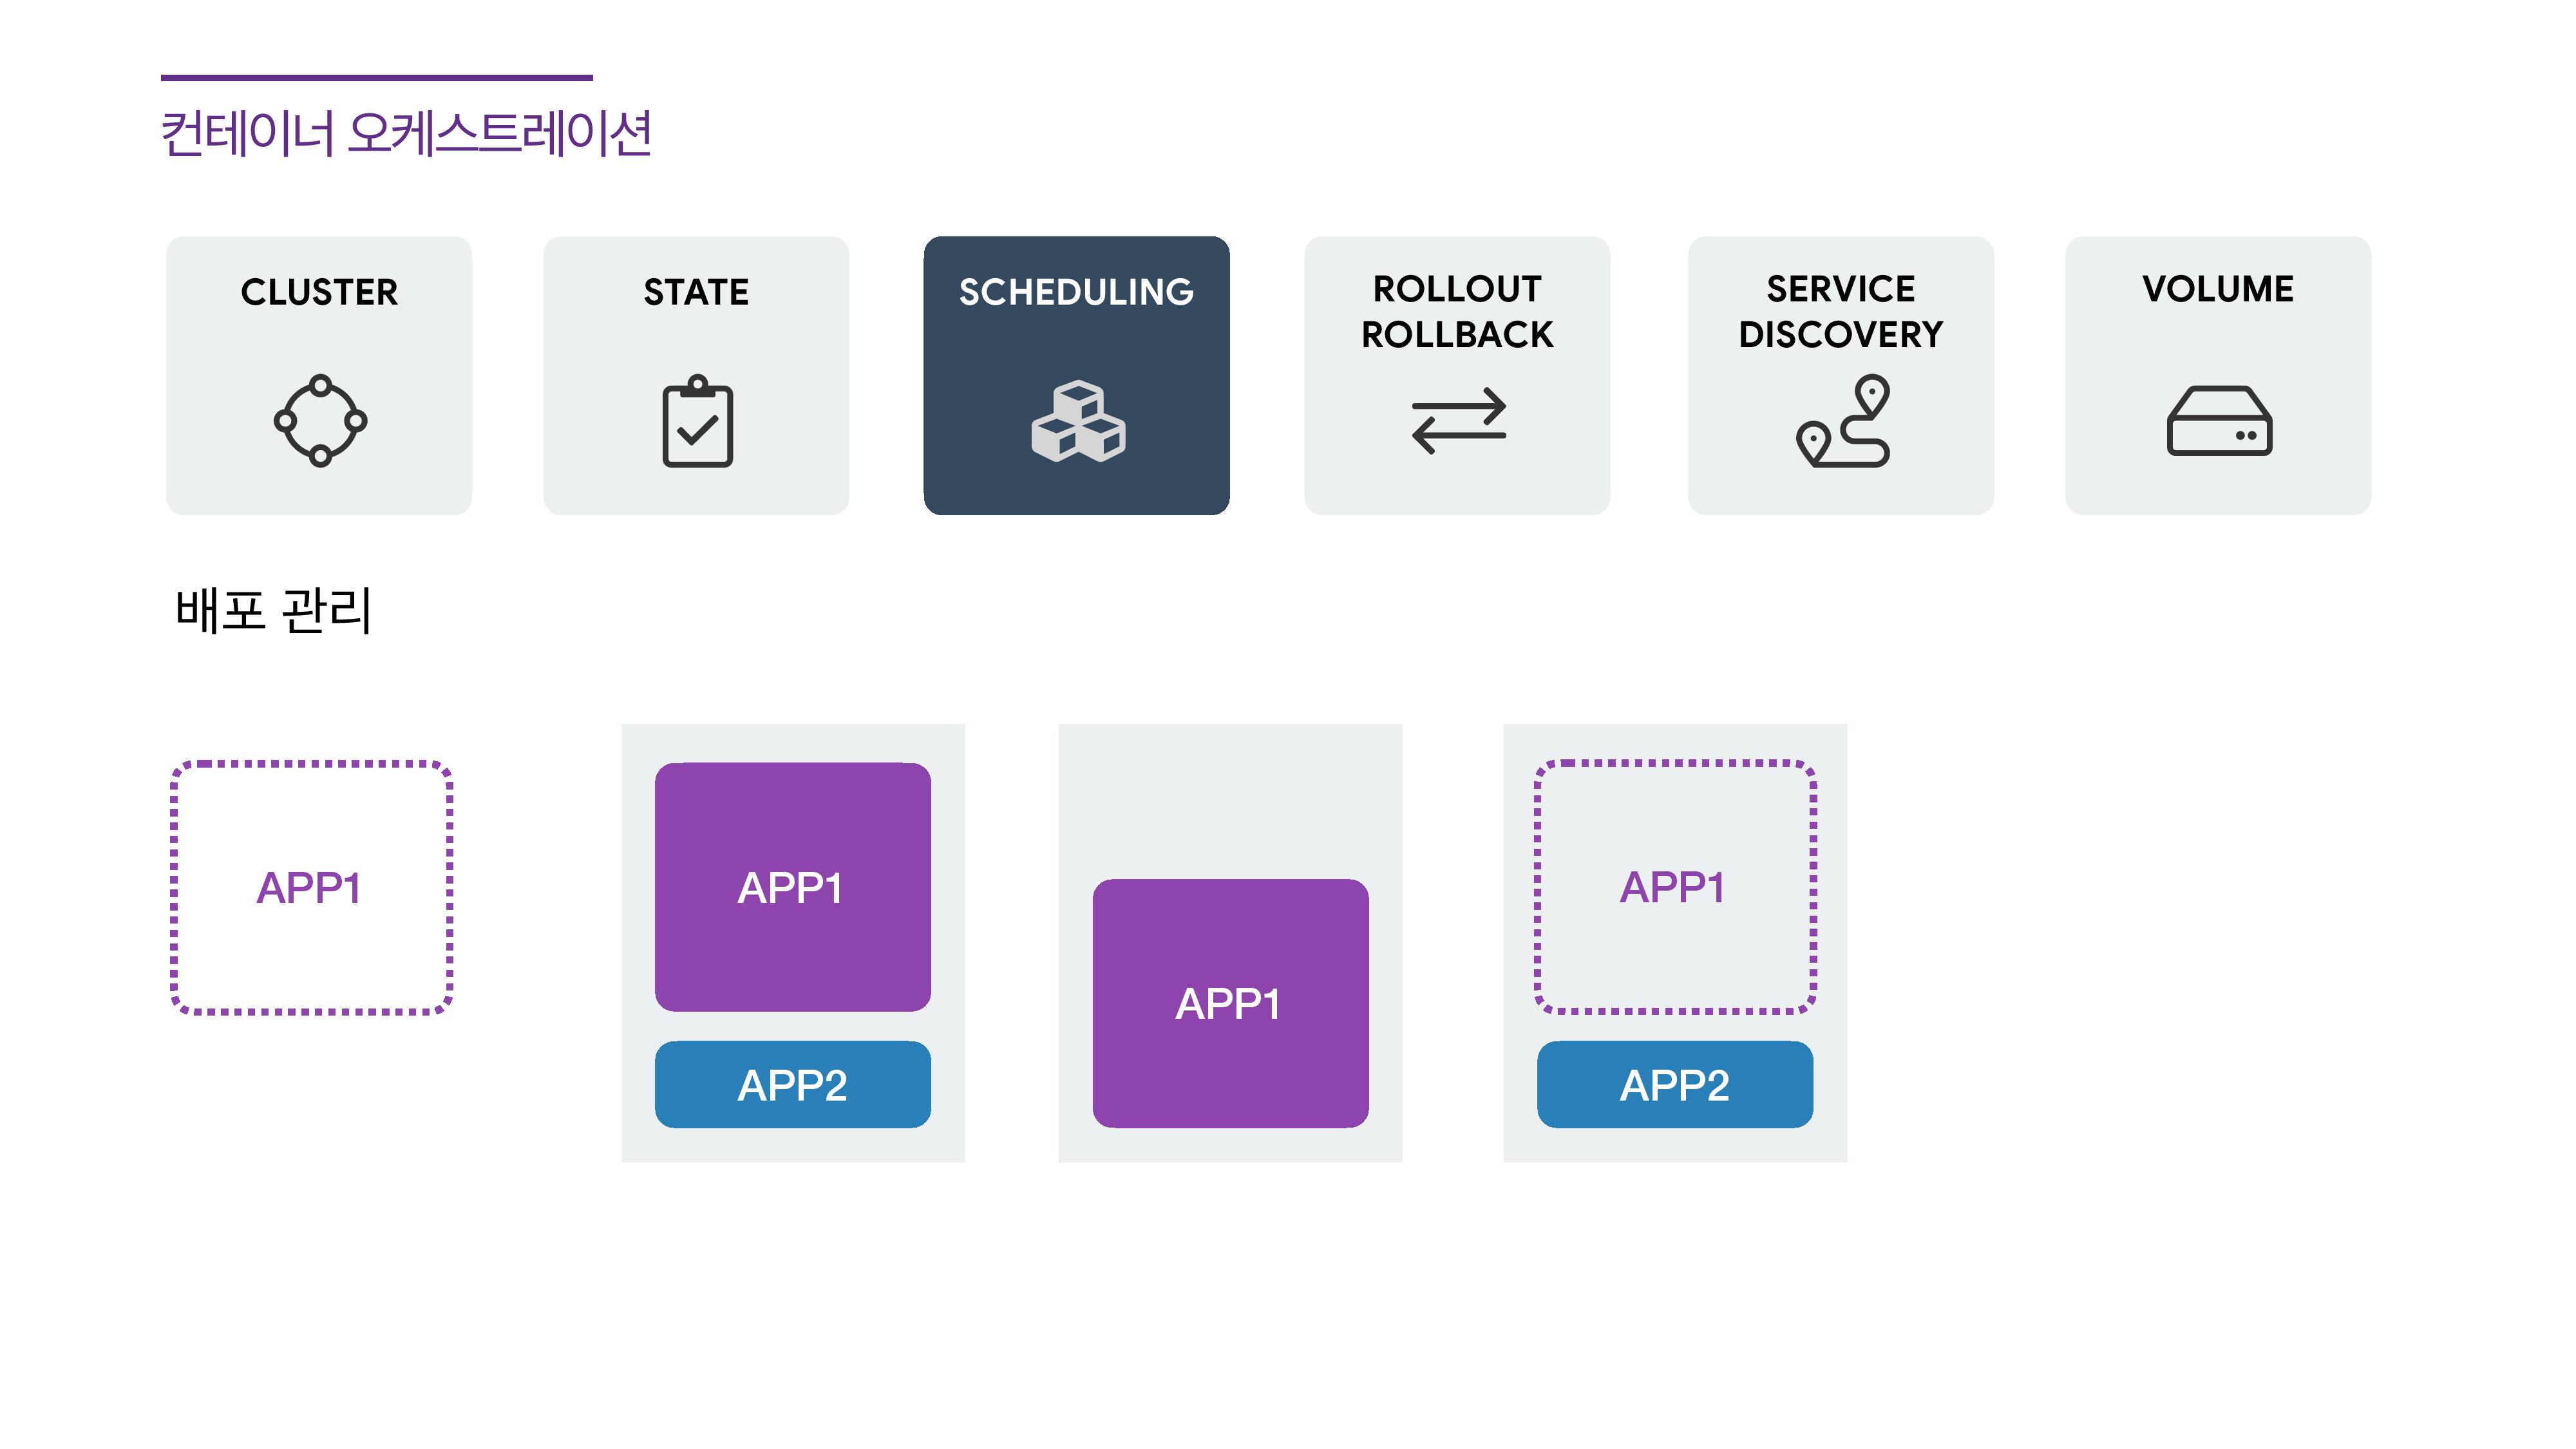 컨테이너 오케스트레이션
CLUSTER
STATE
SCHEDULING
ROLLOUT
ROLLBACK
SERVICE
DISCOVERY
VOLUME
배포 관리
APP1
APP1
APP2
APP1
APP1
APP2